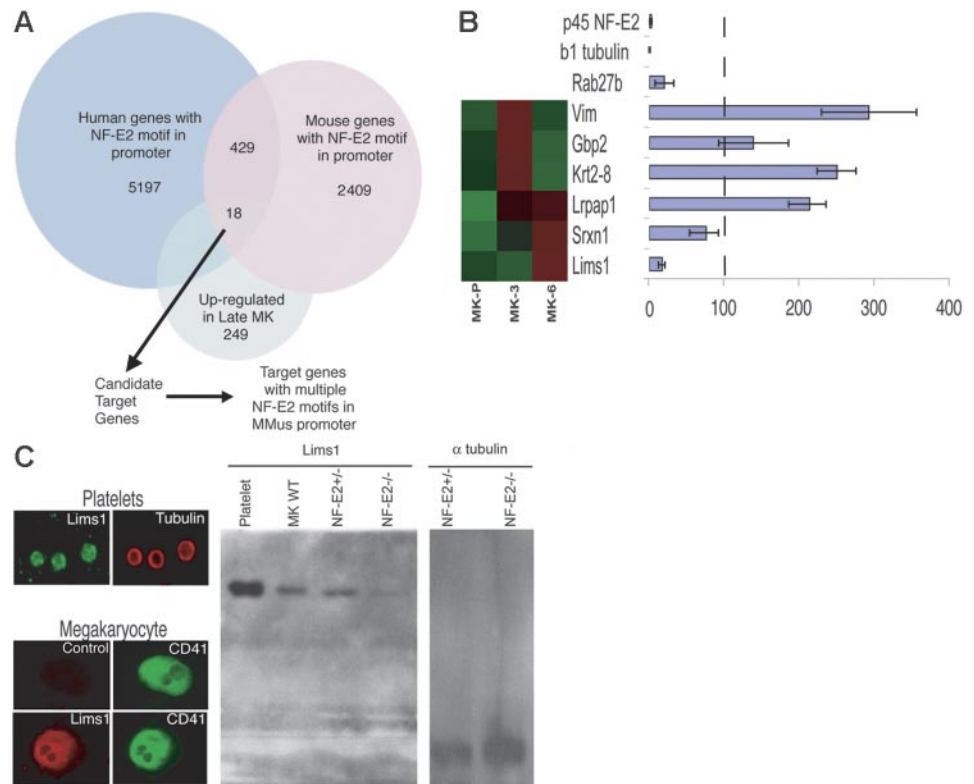 A
Human genes with
NF-E2 motif in
promoter
5197
429
Mouse genes
with NF-E2 motif
in promoter
2409
18
Up-regulated
in Late MK
249
Candidate
Target
Genes
Target genes
with multiple
NF-E2 motifs in
MMus promoter
B
p45 NF-E2
b1 tubulin
Rab27b
Vim
Gbp2
Krt2-8
Lrpap1
Srxn1
Lims1
MK-P
MK-3
MK-6
0
100
200
300
400
C
Platelets
Lims1
Tubulin
Megakaryocyte
Control
CD41
Lims1
CD41
Lims1
Platelet
MK WT
NF-E2+/-
NF-E2-/-
α tubulin
NF-E2+/-
NF-E2-/-